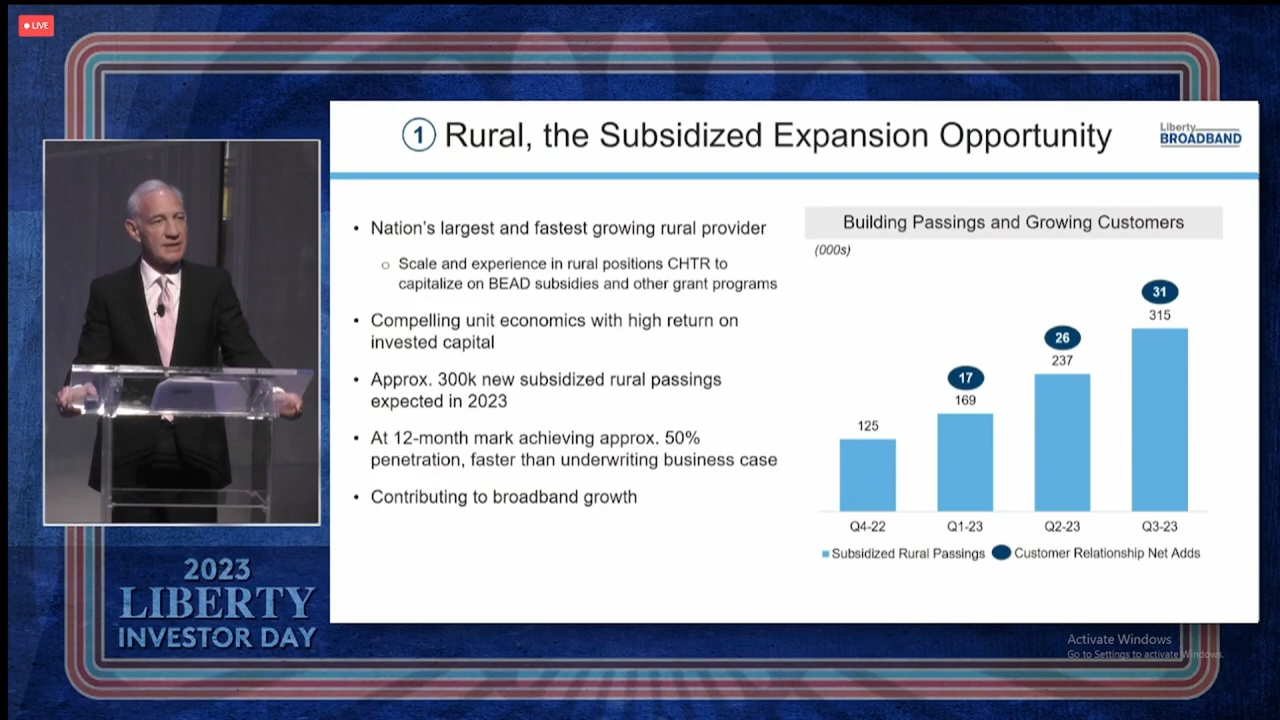 LIVE
1 Rural, the Subsidized Expansion Opportunity
Liberty
BROADBAND
• Nation's largest and fastest growing rural provider
o Scale and experience in rural positions CHTR to
capitalize on BEAD subsidies and other grant programs
• Compelling unit economics with high return on
invested capital
• Approx. 300k new subsidized rural passings
expected in 2023
• At 12-month mark achieving approx. 50%
penetration, faster than underwriting business case
• Contributing to broadband growth
Building Passings and Growing Customers
(000s)
31
315
26
237
17
169
125
Q4-22 Q1-23 Q2-23 Q3-23
Subsidized Rural Passings Customer Relationship Net Adds
2023
LIBERTY
INVESTOR DAY
Activate Windows
Go to Settings to activate Windows.